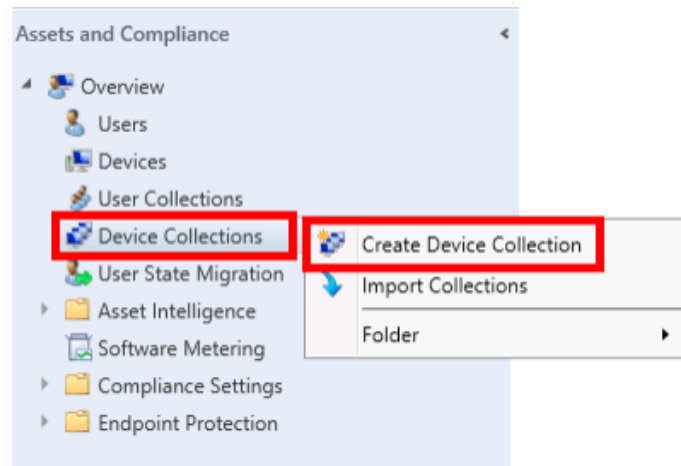 Assets and Compliance
Overview
Users
Devices
User Collections
Device Collections
Create Device Collection
User State Migration
Import Collections
Asset Intelligence
Folder
Software Metering
Compliance Settings
Endpoint Protection